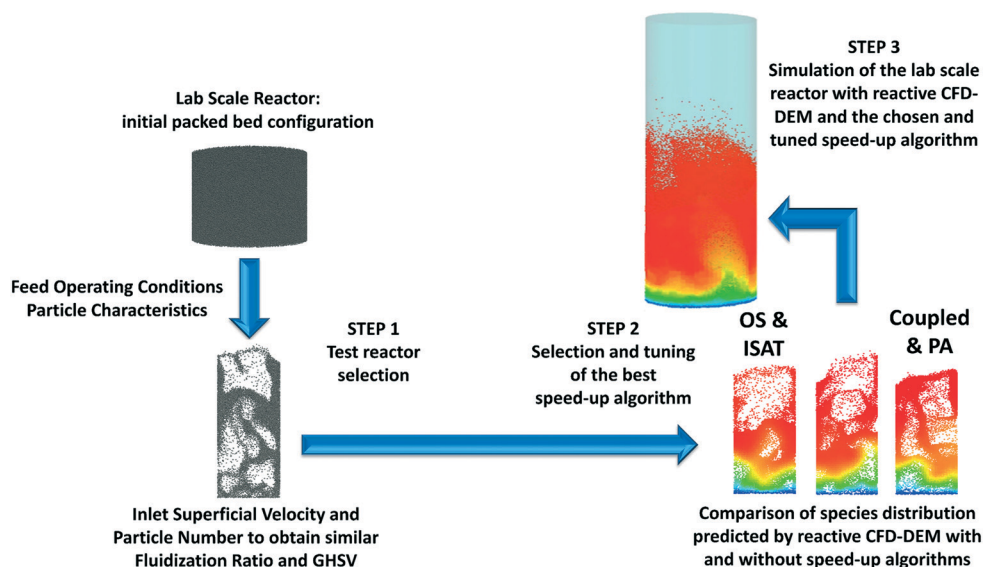 Lab Scale Reactor:
initial packed bed configuration
Feed Operating Conditions
Particle Characteristics
STEP 1
Test reactor
selection
Inlet Superficial Velocity and
Particle Number to obtain similar
Fluidization Ratio and GHSV
STEP 2
Selection and tuning
of the best
speed-up algorithm
OS &
ISAT
Coupled
& PA
Comparison of species distribution
predicted by reactive CFD-DEM with
and without speed-up algorithms
STEP 3
Simulation of the lab scale
reactor with reactive CFD-
DEM and the chosen and
tuned speed-up algorithm